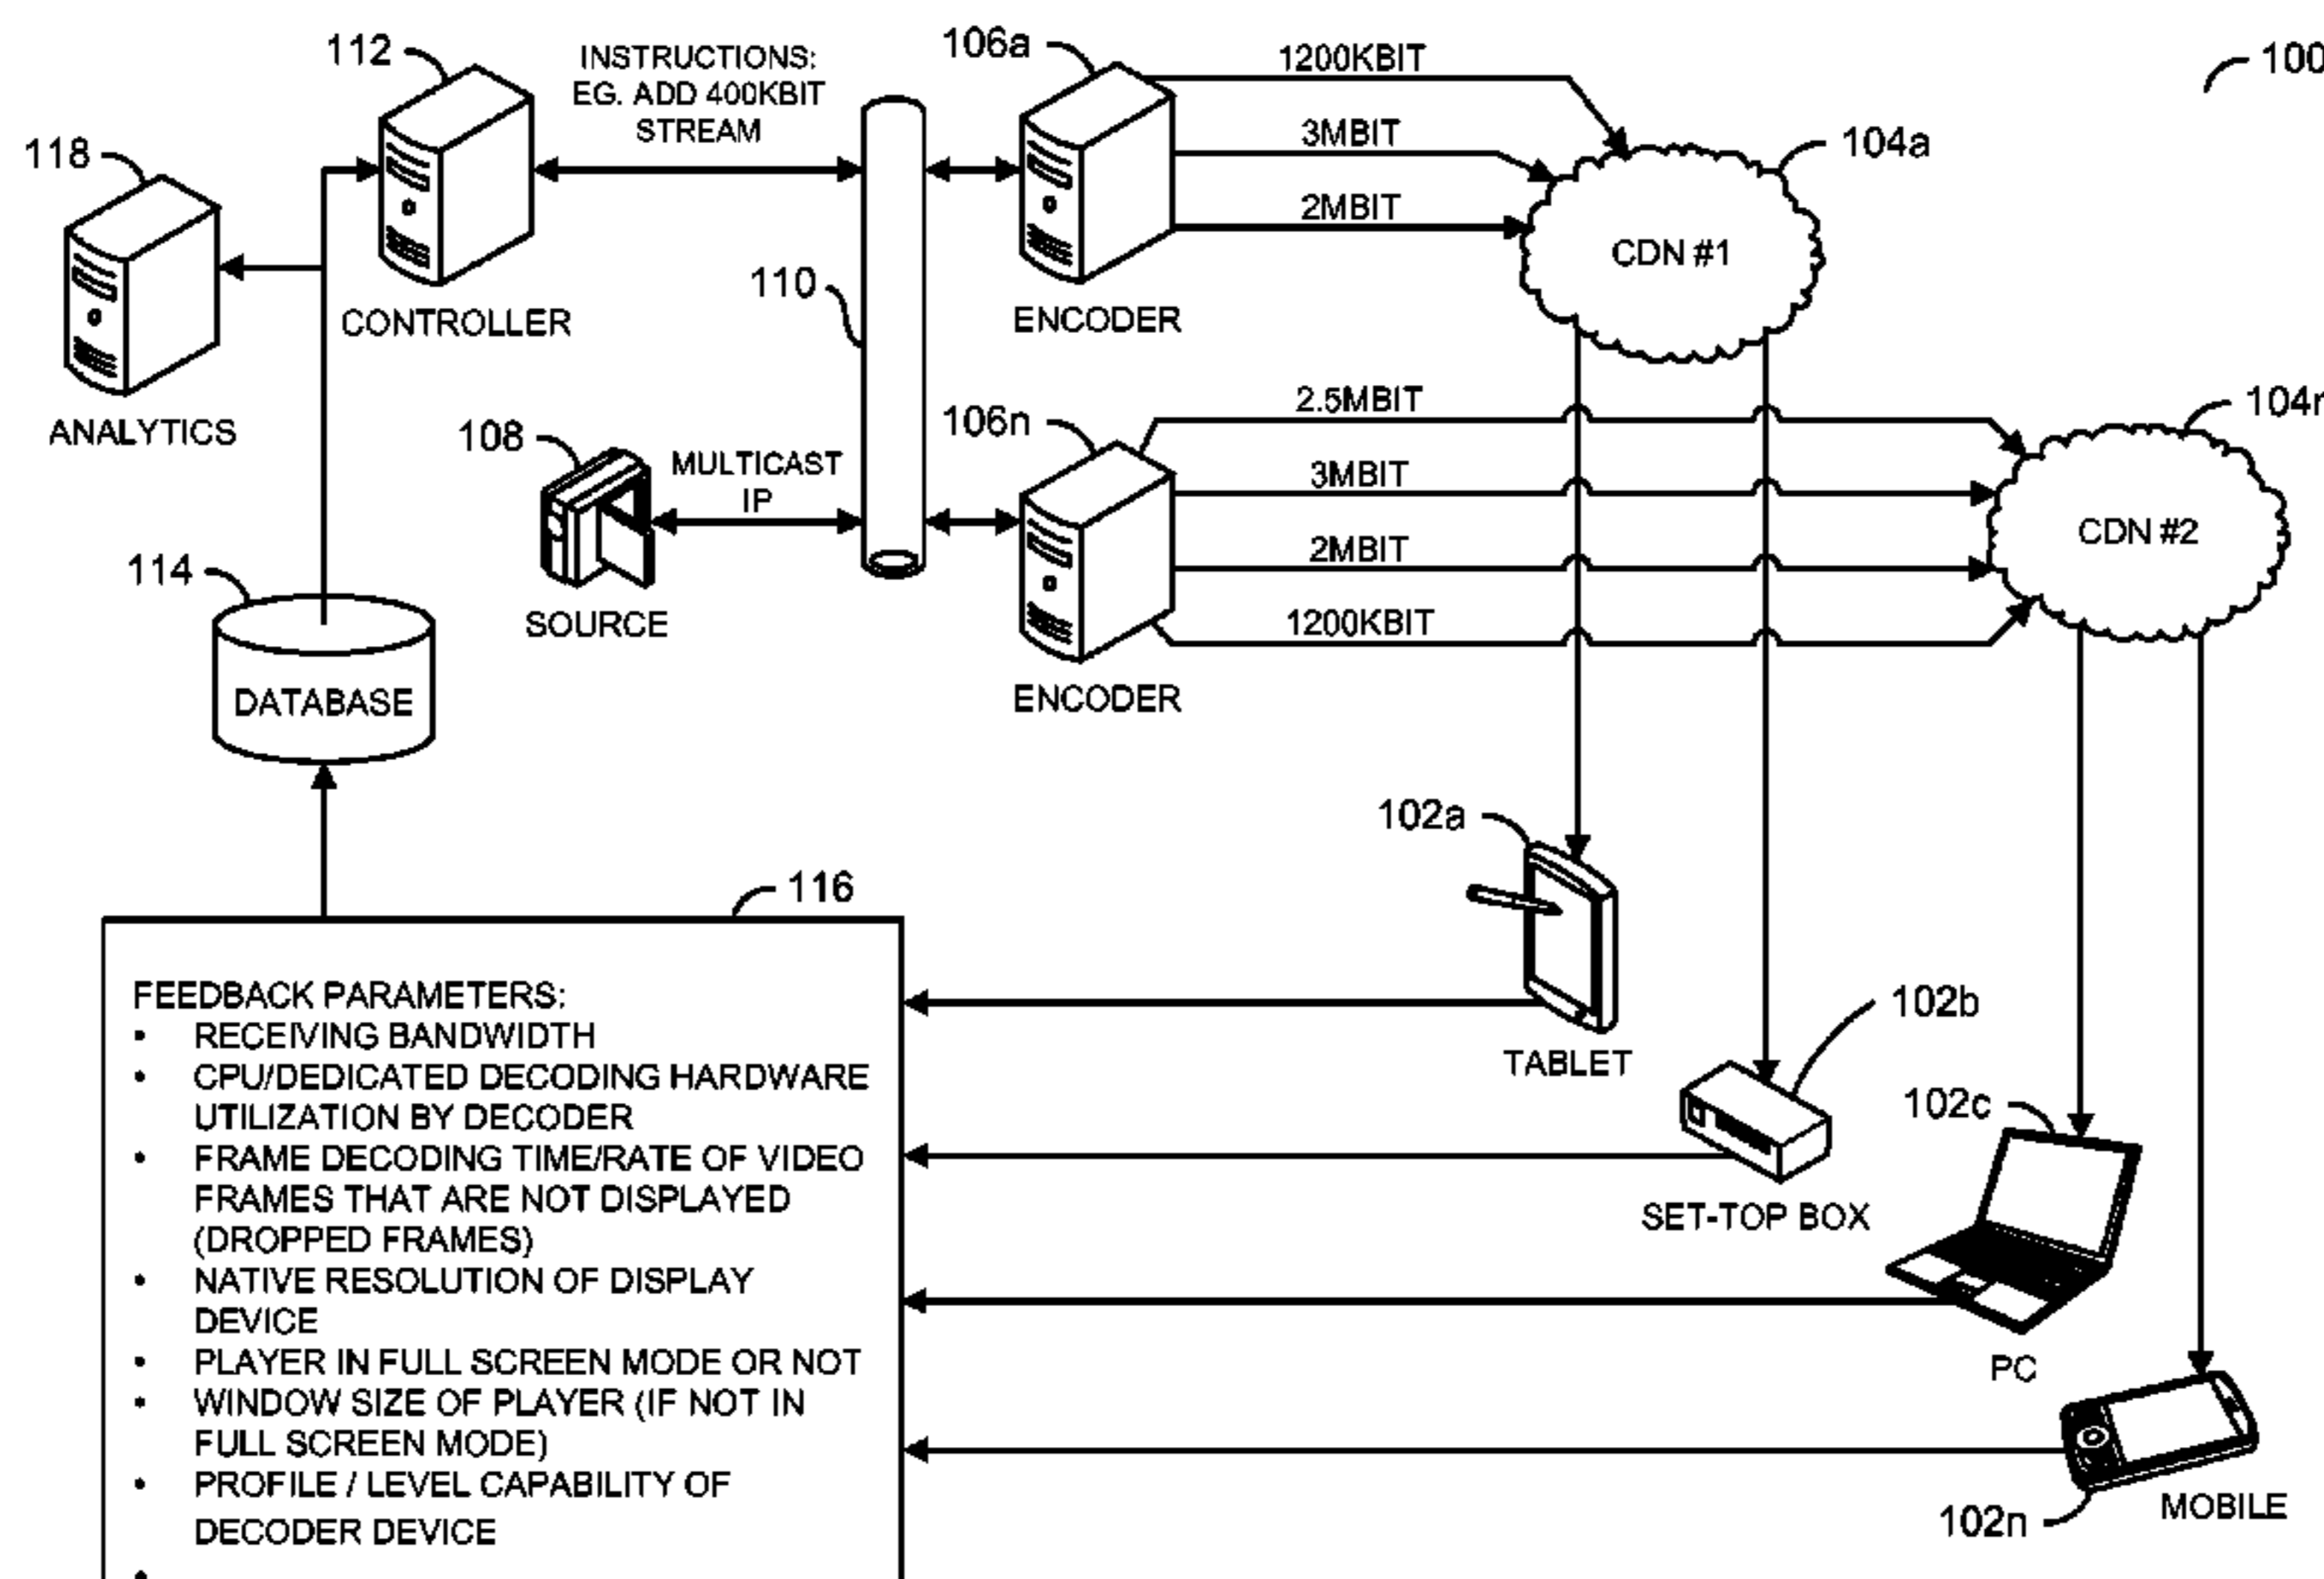 112
INSTRUCTIONS:
EG. ADD 400KBIT
STREAM
106a
1200KBIT
100
118
3MBIT
104a
2MBIT
CDN #1
110
CONTROLLER
ENCODER
ANALYTICS
108
MULTICAST
IP
106n
2.5MBIT
104n
3MBIT
CDN #2
114
2MBIT
SOURCE
1200KBIT
DATABASE
ENCODER
102a
116
FEEDBACK PARAMETERS:
• RECEIVING BANDWIDTH
• CPU/DEDICATED DECODING HARDWARE
UTILIZATION BY DECODER
• FRAME DECODING TIME/RATE OF VIDEO
FRAMES THAT ARE NOT DISPLAYED
(DROPPED FRAMES)
• NATIVE RESOLUTION OF DISPLAY
DEVICE
• PLAYER IN FULL SCREEN MODE OR NOT
• WINDOW SIZE OF PLAYER (IF NOT IN
FULL SCREEN MODE)
• PROFILE / LEVEL CAPABILITY OF
DECODER DEVICE
•
TABLET
102b
SET-TOP BOX
102c
PC
102n
MOBILE